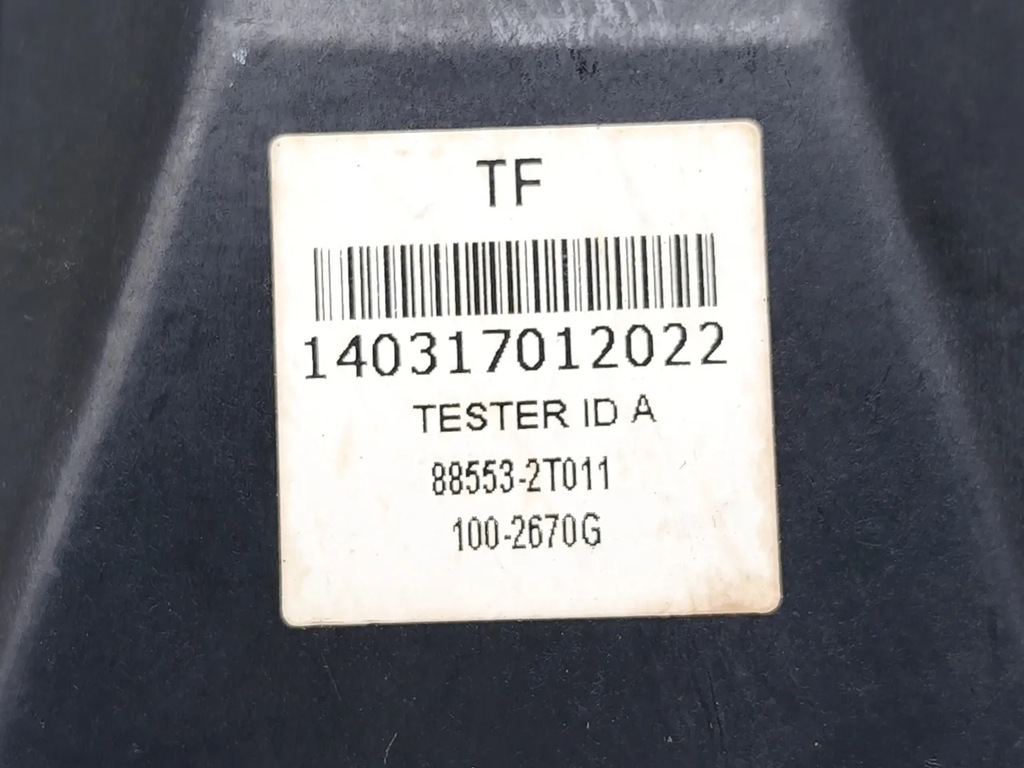 TF
140317012022
TESTER ID A
88553-2T011
100-2670G